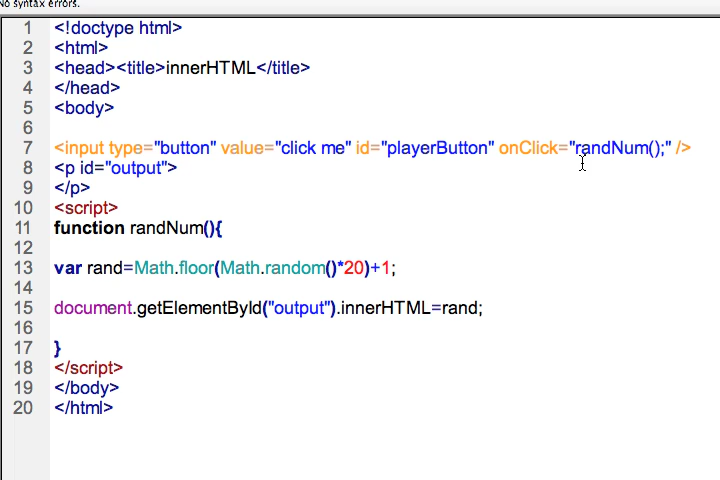 No syntax errors.
1 <!doctype html>
2 <html>
3 <head><title>innerHTML</title>
4 </head>
5 <body>
6
7 <input type="button" value="click me" id="playerButton" onClick="randNum();" />
8 <p id="output">
9 </p>
10 <script>
11 function randNum(){
12
13 var rand=Math.floor(Math.random()*20)+1;
14
15 document.getElementById("output").innerHTML=rand;
16
17 }
18 </script>
19 </body>
20 </html>